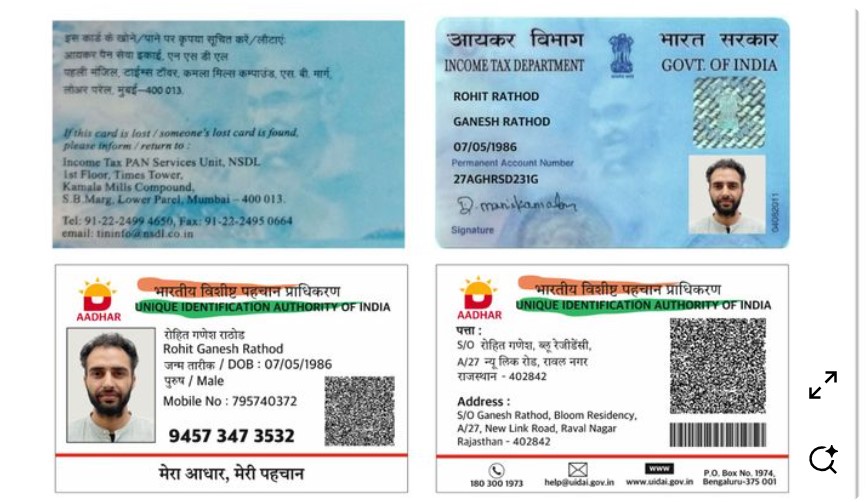 इस कार्ड के खोने/पाने पर कृपया सूचित करें/लौटाएं:
आयकर पैन सेवा इकाई, एन एस डी एल
पहली मंजिल, टाईम्स टॉवर, कमला मिल्स कम्पाउंड, एस. बी. मार्ग,
लोअर परेल, मुंबई–400 013.
If this card is lost / someone's lost card is found,
please inform / return to :
Income Tax PAN Services Unit, NSDL
1st Floor, Times Tower,
Kamala Mills Compound,
S.B.Marg, Lower Parel, Mumbai – 400 013.
Tel: 91-22-2499 4650, Fax: 91-22-2495 0664
email: tininfo@nsdl.co.in
आयकर विभाग
INCOME TAX DEPARTMENT
भारत सरकार
GOVT. OF INDIA
ROHIT RATHOD
GANESH RATHOD
07/05/1986
Permanent Account Number
27AGHRSD231G
Signature
04082011
AADHAR
भारतीय विशीष्ट पहचान प्राधिकरण
UNIQUE IDENTIFICATION AUTHORITY OF INDIA
रोहित गणेश राठोड
Rohit Ganesh Rathod
जन्म तारीक / DOB : 07/05/1986
पुरुष / Male
Mobile No : 795740372
9457 347 3532
मेरा आधार, मेरी पहचान
AADHAR
भारतीय विशीष्ट पहचान प्राधिकरण
UNIQUE IDENTIFICATION AUTHORITY OF INDIA
पत्ता :
S/O रोहित गणेश, ब्लू रेजीडेंसी,
A/27 न्यू लिक रोड, रावल नगर
राजस्थान - 402842
Address :
S/O Ganesh Rathod, Bloom Residency,
A/27, New Link Road, Raval Nagar
Rajasthan - 402842
180 300 1973
help@uidai.gov.in
www
www.uidai.gov.in
P.O. Box No. 1974,
Bengaluru-375 001